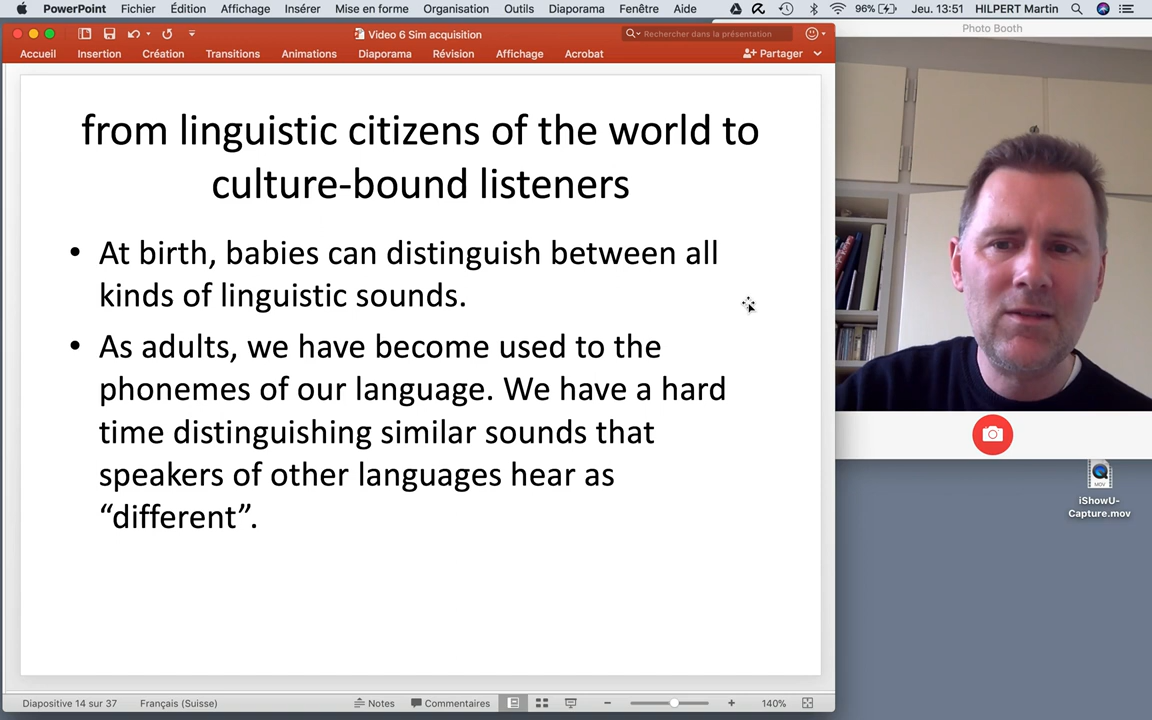 PowerPoint Fichier Édition Affichage Insérer Mise en forme Organisation Outils Diaporama Fenêtre Aide 96% Jeu. 13:51 HILPERT Martin
Photo Booth
Video 6 Sim acquisition
Rechercher dans la présentation
Accueil Insertion Création Transitions Animations Diaporama Révision Affichage Acrobat Partager
from linguistic citizens of the world to
culture-bound listeners
• At birth, babies can distinguish between all
kinds of linguistic sounds.
• As adults, we have become used to the
phonemes of our language. We have a hard
time distinguishing similar sounds that
speakers of other languages hear as
“different”.
MOV
iShowU-
Capture.mov
Diapositive 14 sur 37 Français (Suisse) Notes Commentaires 140%